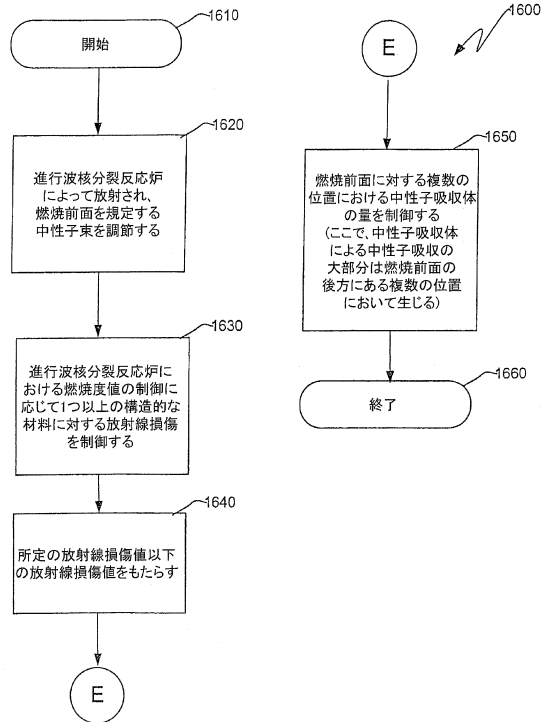 1610
開始
1620
進行波核分裂反応炉
によって放射され、
燃焼前面を規定する
中性子束を調節する
1630
進行波核分裂反応炉に
おける燃焼度値の制御に
応じて1つ以上の構造的な
材料に対する放射線損傷
を制御する
1640
所定の放射線損傷値以下
の放射線損傷値をもたらす
E
1600
E
1650
燃焼前面に対する複数の
位置における中性子吸収体
の量を制御する
(ここで、中性子吸収体
による中性子吸収の
大部分は燃焼前面の
後方にある複数の位置
において生じる)
1660
終了